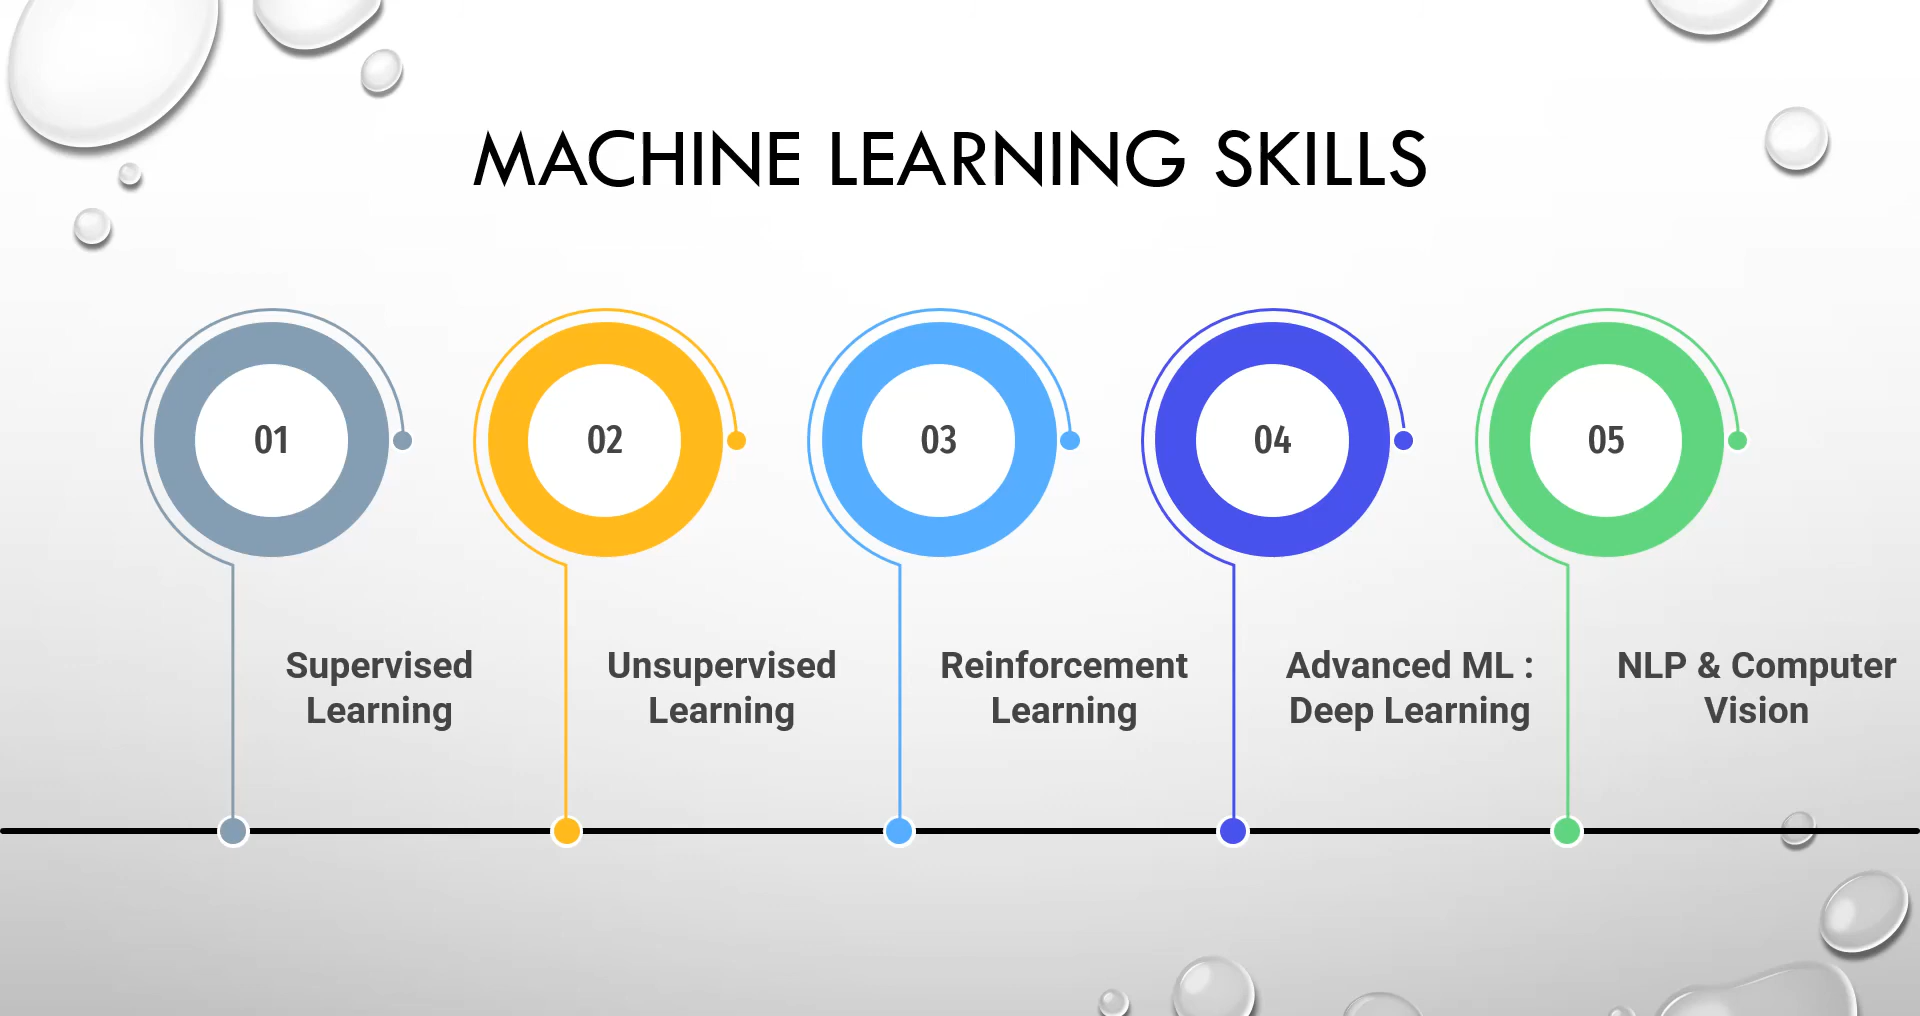 MACHINE LEARNING SKILLS
01
02
03
04
05
Supervised
Learning
Unsupervised
Learning
Reinforcement
Learning
Advanced ML :
Deep Learning
NLP & Computer
Vision